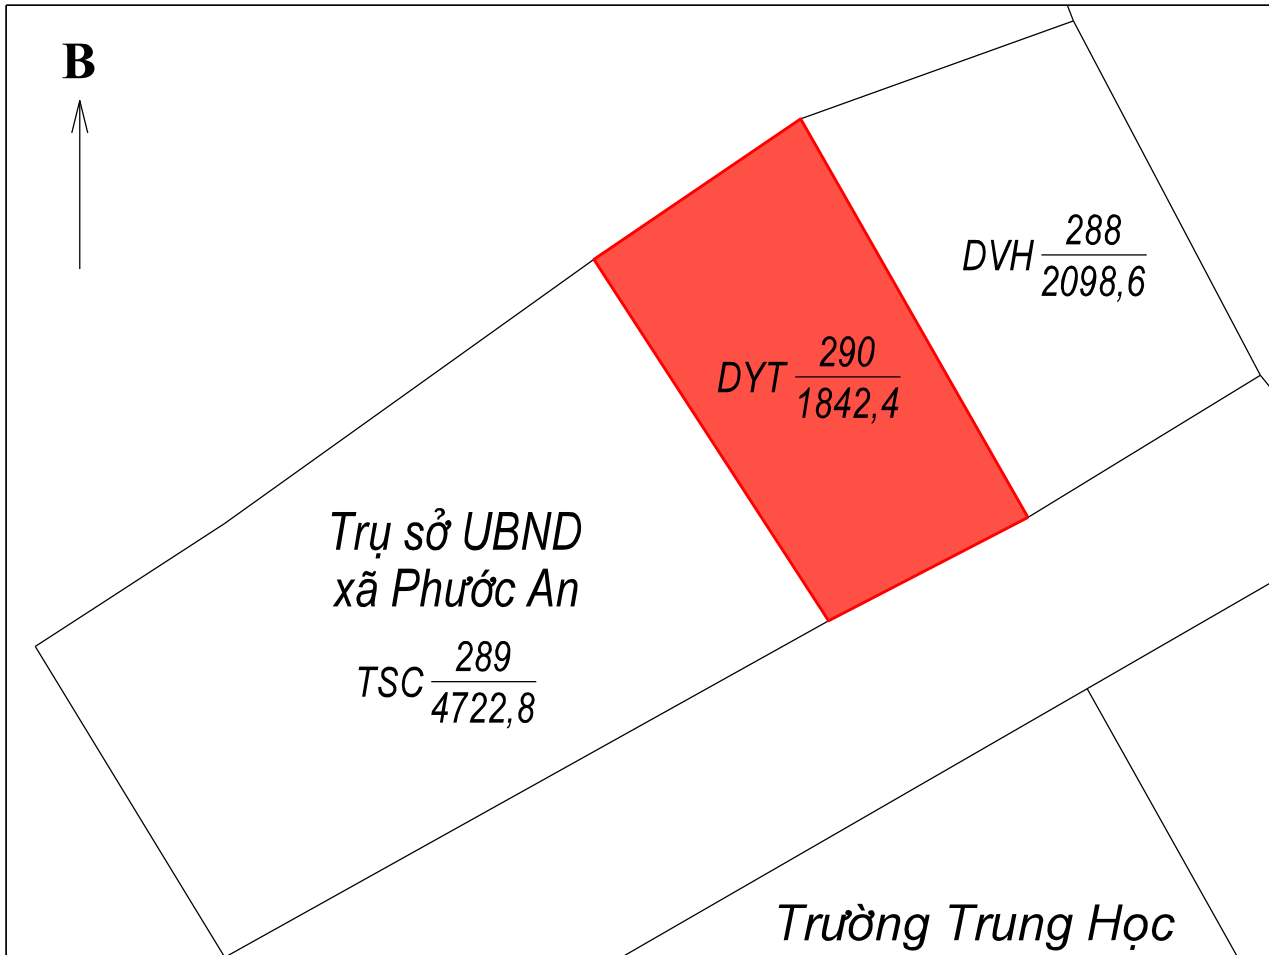 B
288
DVH
2098,6
290
DYT
1842,4
Trụ sở UBND
xã Phước An
289
TSC
4722,8
Trường Trung Học